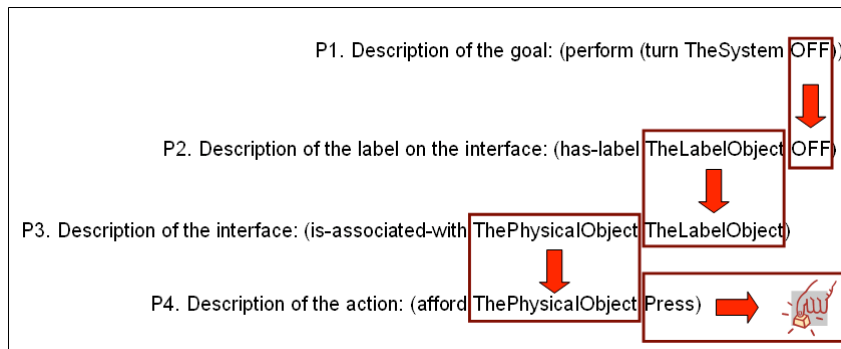 P1. Description of the goal: (perform (turn TheSystem OFF))
P2. Description of the label on the interface: (has-label TheLabelObject OFF)
P3. Description of the interface: (is-associated-with ThePhysicalObject TheLabelObject)
P4. Description of the action: (afford ThePhysicalObject Press)